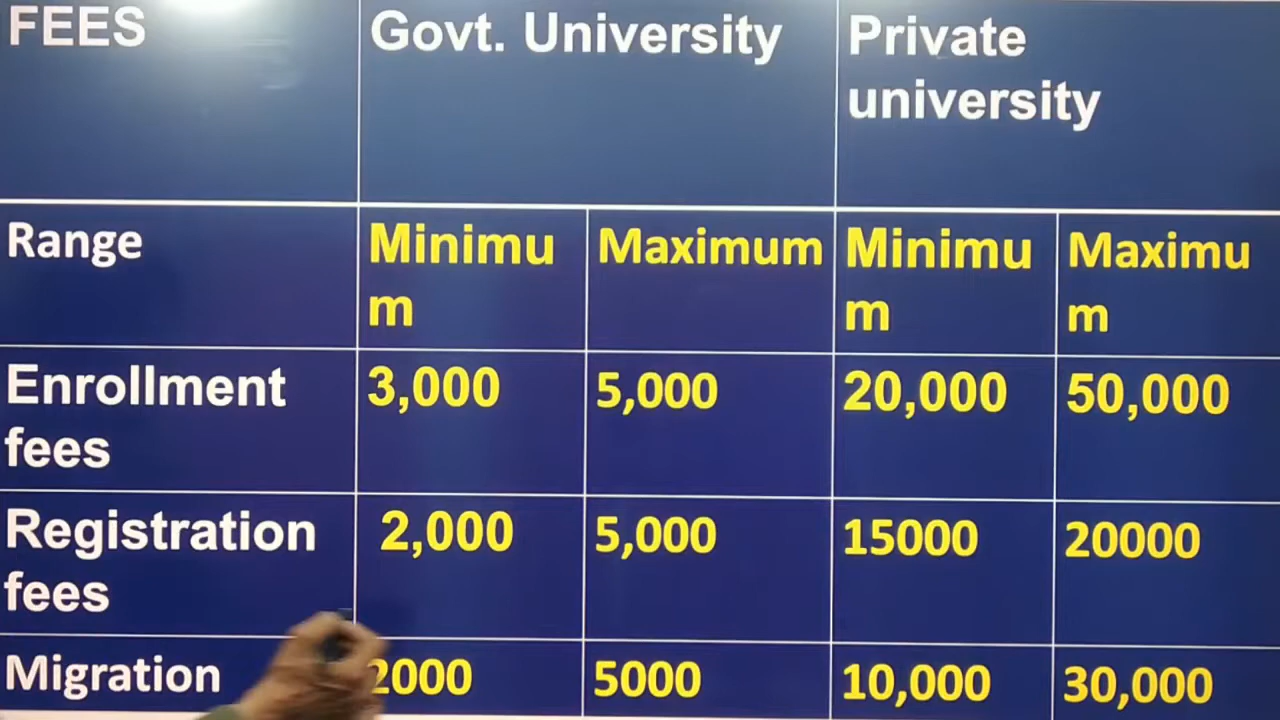 FEES Govt. University Private
university
Range Minimu Maximum Minimu Maximu
m m m
Enrollment 3,000 5,000 20,000 50,000
fees
Registration 2,000 5,000 15000 20000
fees
Migration 2000 5000 10,000 30,000